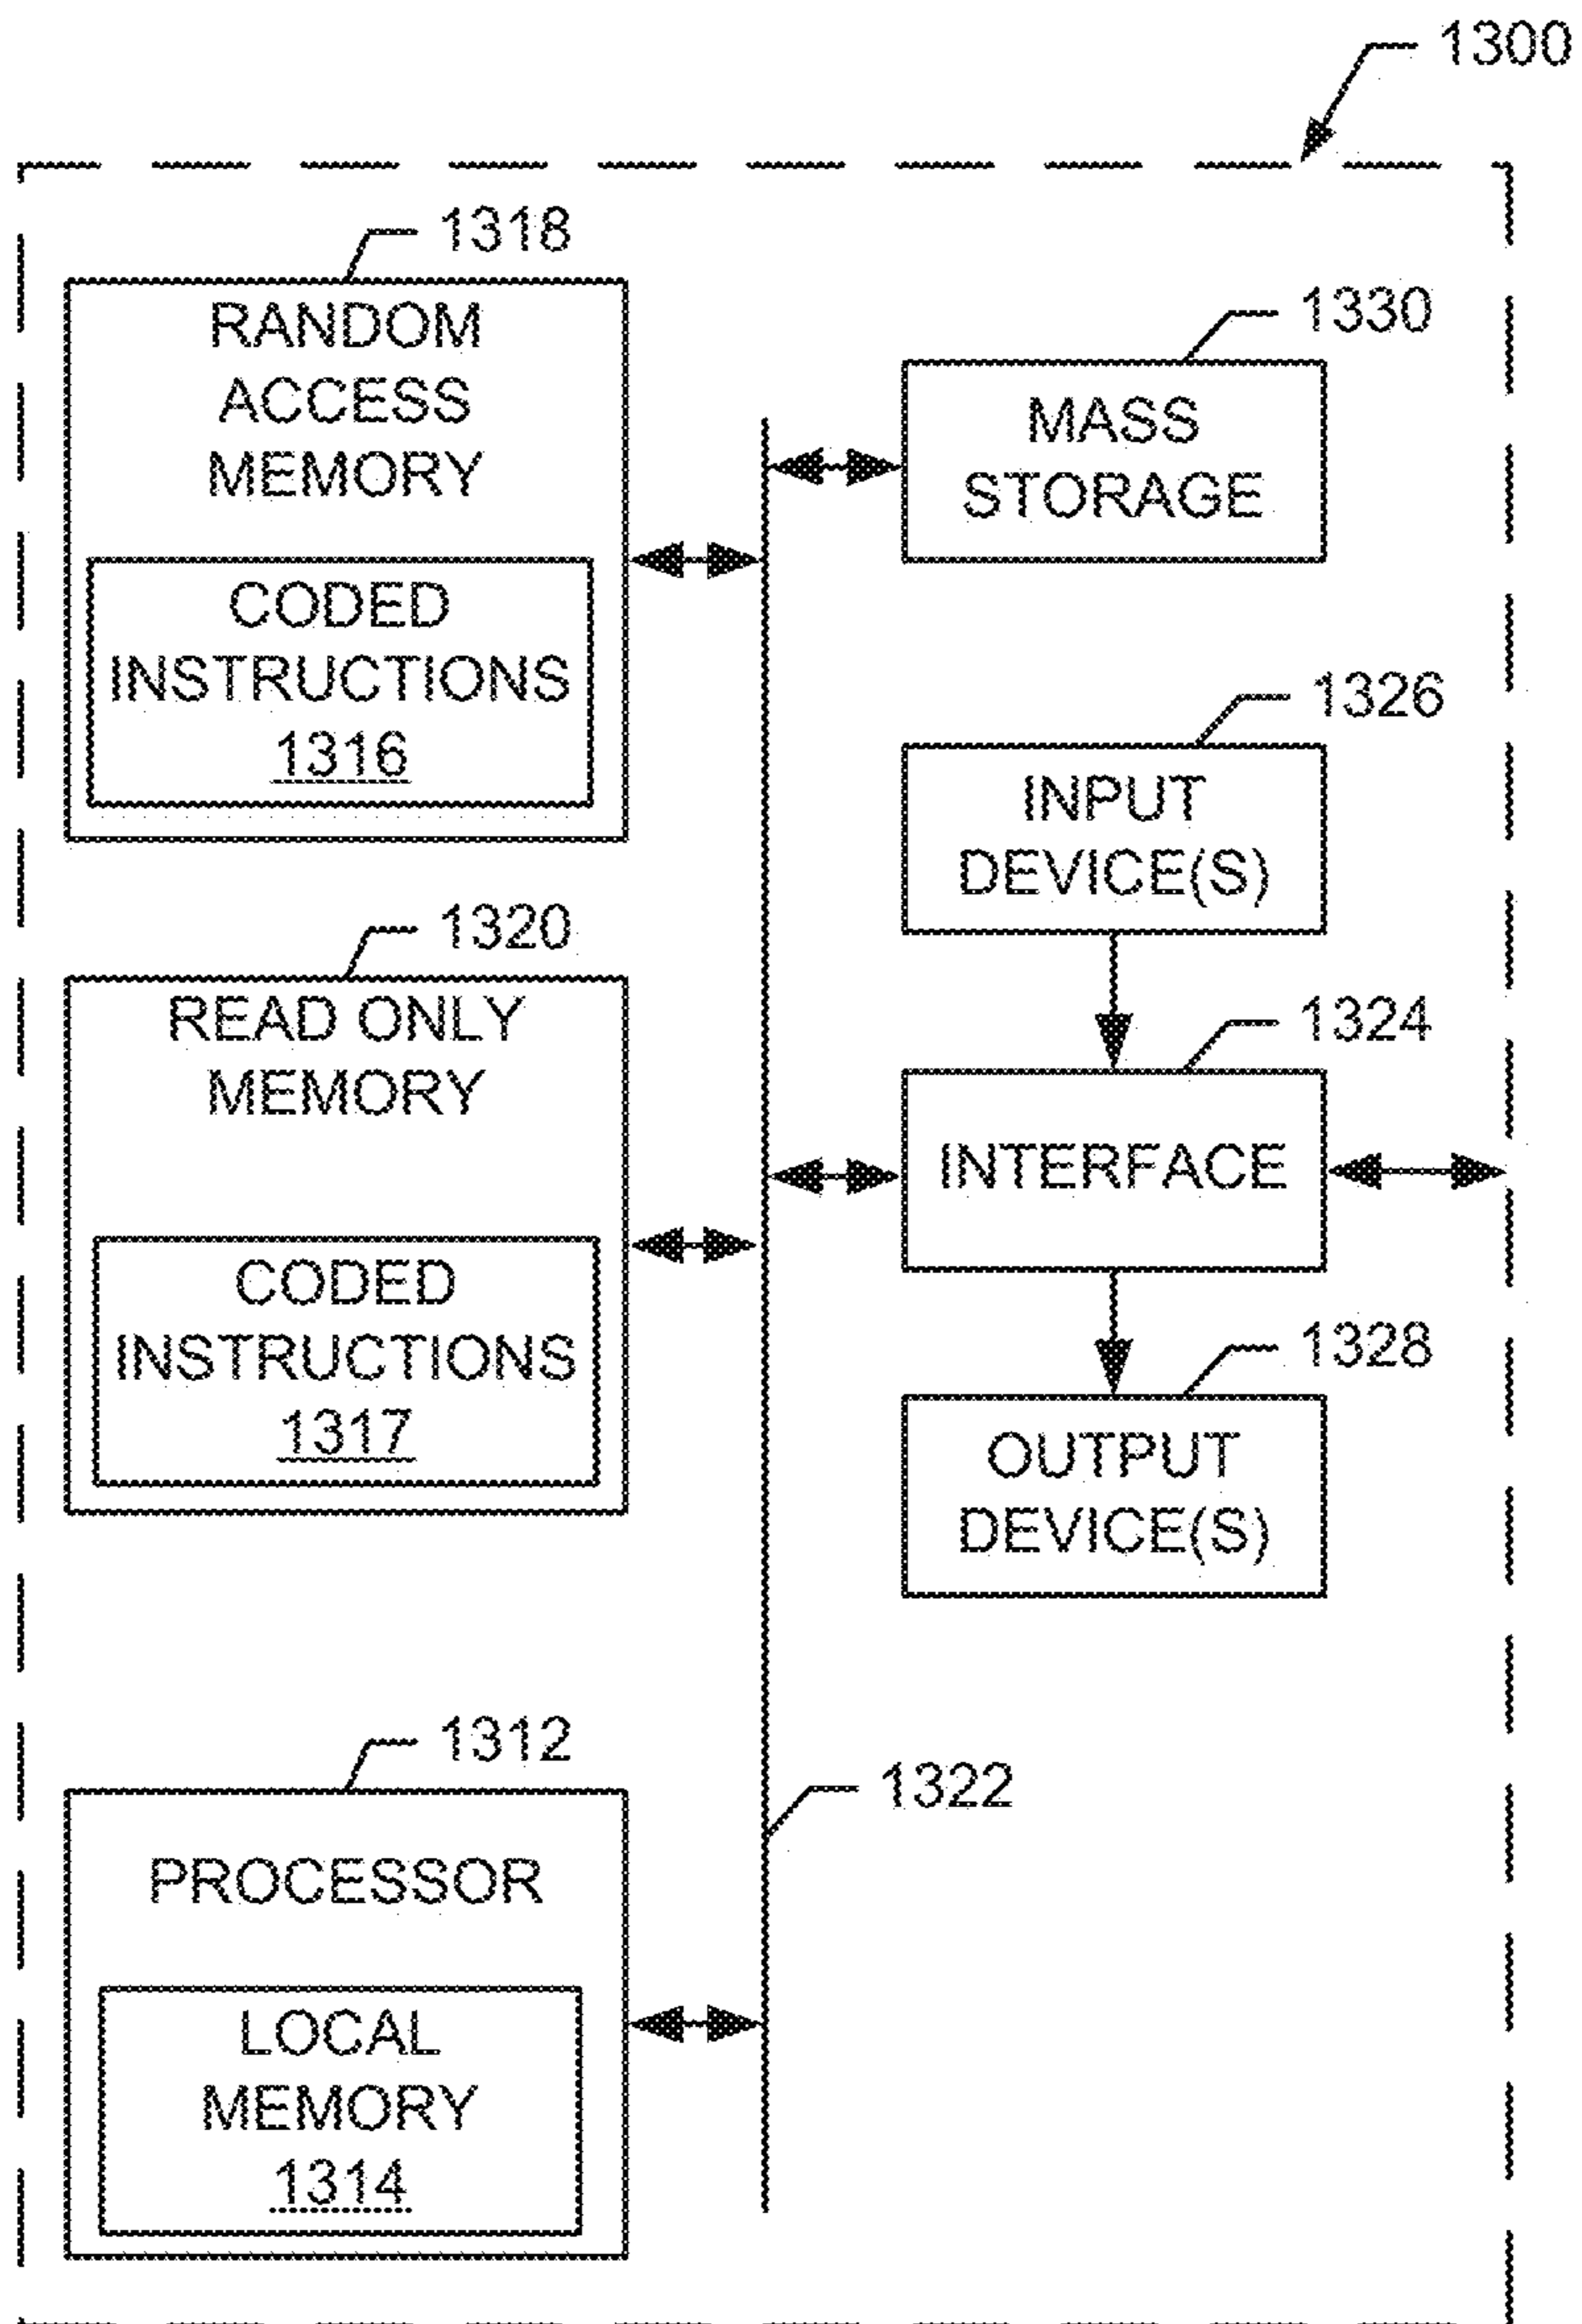 1300
1318
RANDOM
ACCESS
MEMORY
CODED
INSTRUCTIONS
1316
1330
MASS
STORAGE
1326
INPUT
DEVICE(S)
1320
READ ONLY
MEMORY
CODED
INSTRUCTIONS
1317
1324
INTERFACE
1328
OUTPUT
DEVICE(S)
1312
PROCESSOR
LOCAL
MEMORY
1314
1322